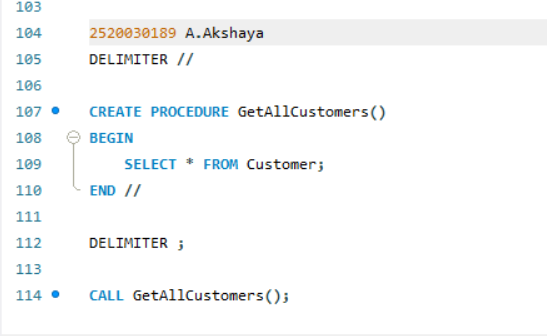 103
104 2520030189 A.Akshaya
105 DELIMITER //
106
107 CREATE PROCEDURE GetAllCustomers()
108 BEGIN
109 SELECT * FROM Customer;
110 END //
111
112 DELIMITER ;
113
114 CALL GetAllCustomers();